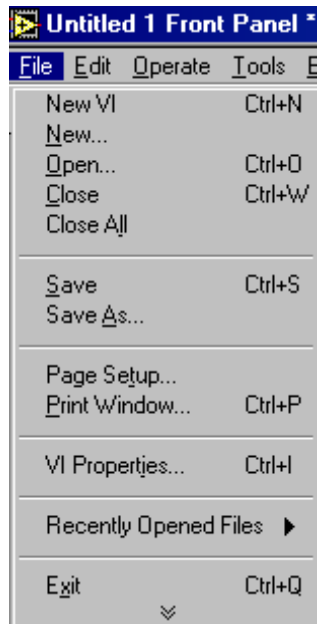 Untitled 1 Front Panel *
File Edit Operate Tools
New VI Ctrl+N
New...
Open... Ctrl+O
Close Ctrl+W
Close All
Save Ctrl+S
Save As...
Page Setup...
Print Window... Ctrl+P
VI Properties... Ctrl+I
Recently Opened Files
Exit Ctrl+Q